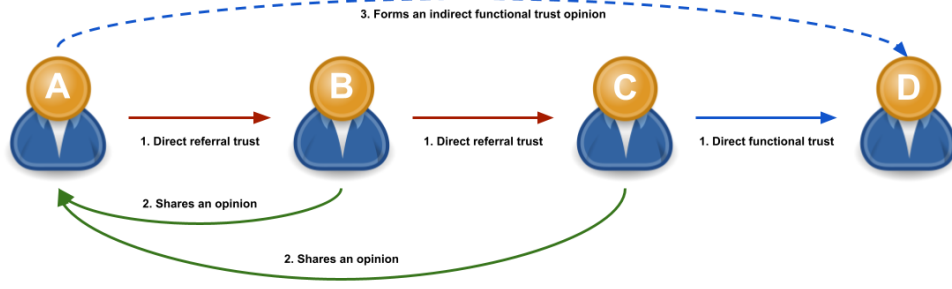 3. Forms an indirect functional trust opinion
A
B
C
D
1. Direct referral trust
1. Direct referral trust
1. Direct functional trust
2. Shares an opinion
2. Shares an opinion